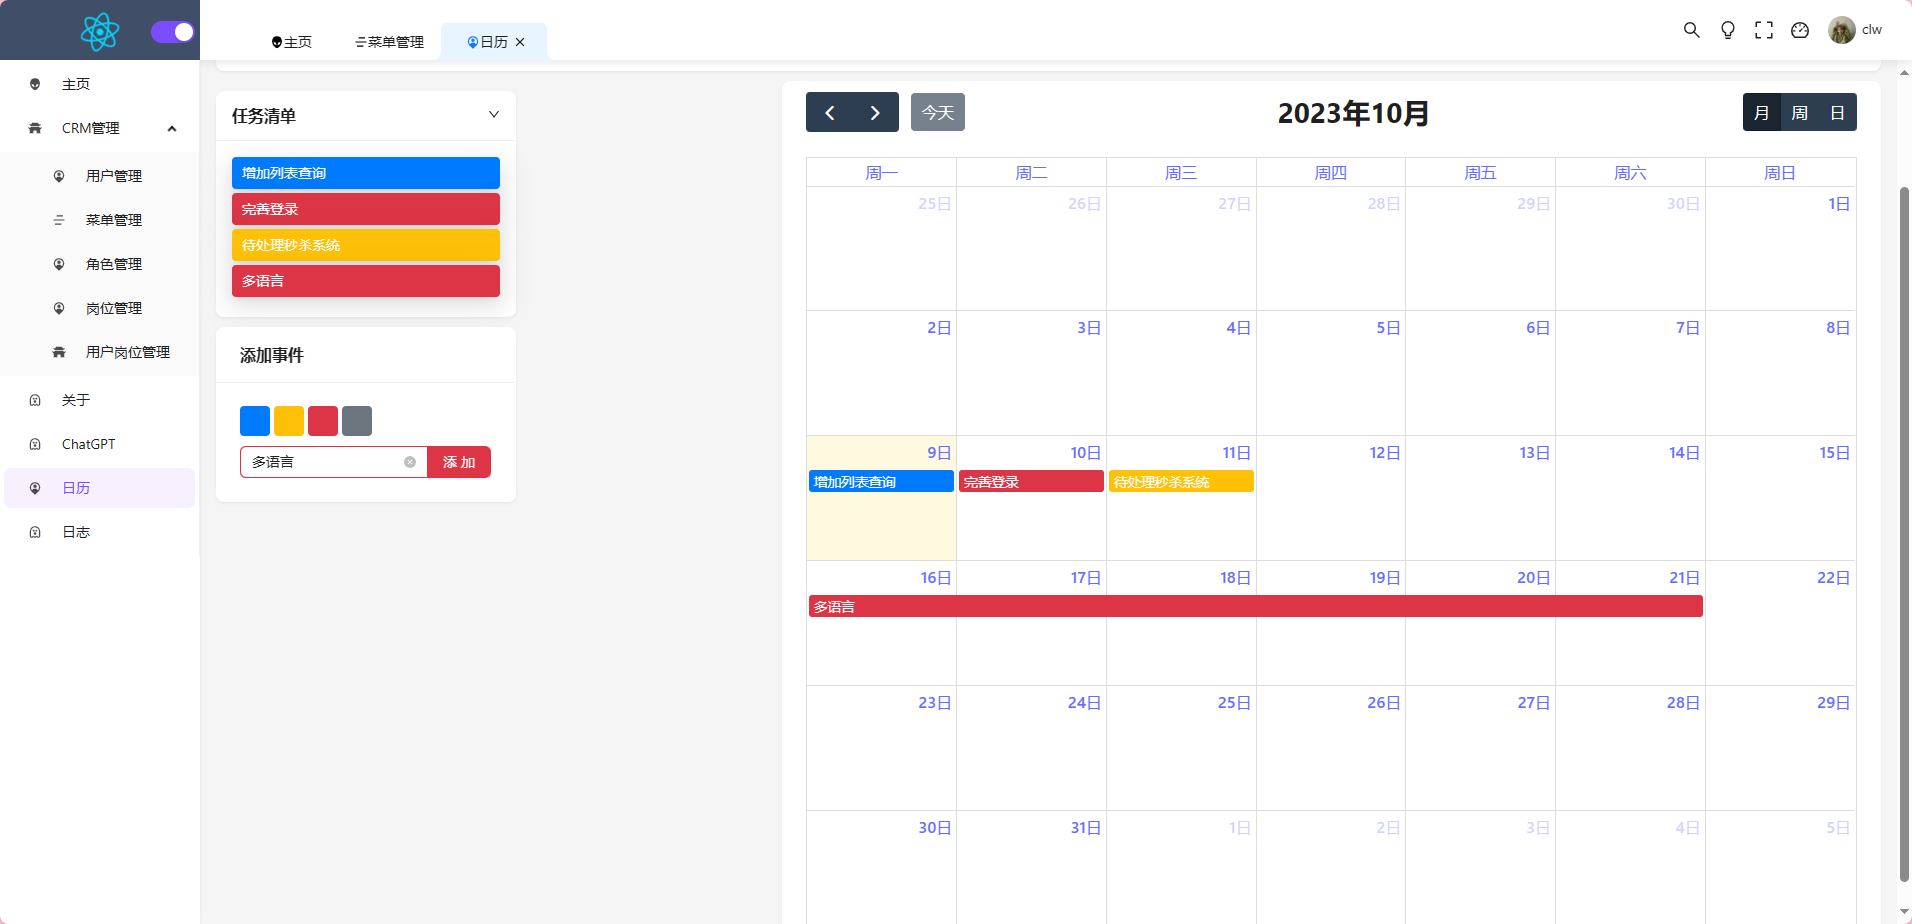 主页
菜单管理
日历
clw
主页
CRM管理
用户管理
菜单管理
角色管理
岗位管理
用户岗位管理
关于
ChatGPT
日历
日志
任务清单
增加列表查询
完善登录
待处理秒杀系统
多语言
添加事件
多语言
添 加
今天
2023年10月
月 周 日
周一 周二 周三 周四 周五 周六 周日
25日 26日 27日 28日 29日 30日 1日
2日 3日 4日 5日 6日 7日 8日
9日 10日 11日 12日 13日 14日 15日
增加列表查询 完善登录 待处理秒杀系统
16日 17日 18日 19日 20日 21日 22日
多语言
23日 24日 25日 26日 27日 28日 29日
30日 31日 1日 2日 3日 4日 5日